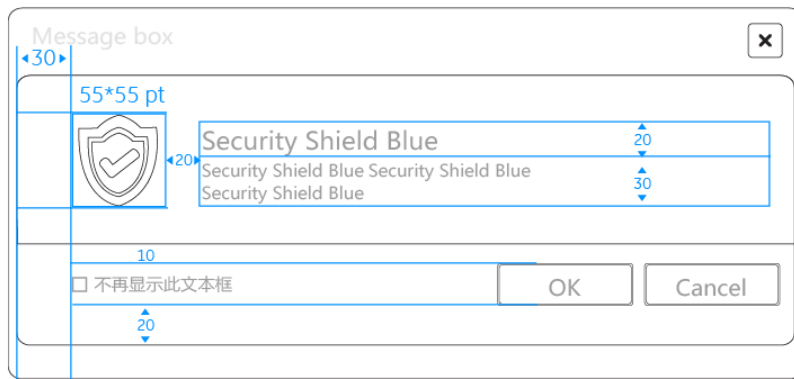 Message box
30
55*55 pt
Security Shield Blue
20
20
Security Shield Blue Security Shield Blue
Security Shield Blue
30
10
不再显示此文本框
OK
Cancel
20